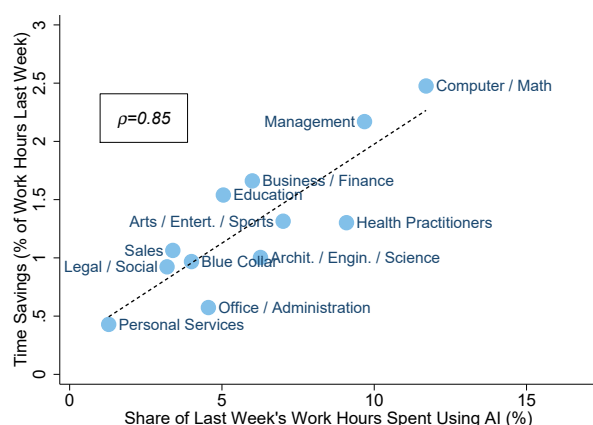 Time Savings (% of Work Hours Last Week)
3
2.5
2
1.5
1
.5
0
ρ=0.85
Computer / Math
Management
Business / Finance
Education
Arts / Entert. / Sports
Health Practitioners
Sales
Archit. / Engin. / Science
Legal / Social
Blue Collar
Office / Administration
Personal Services
0
5
10
15
Share of Last Week's Work Hours Spent Using AI (%)